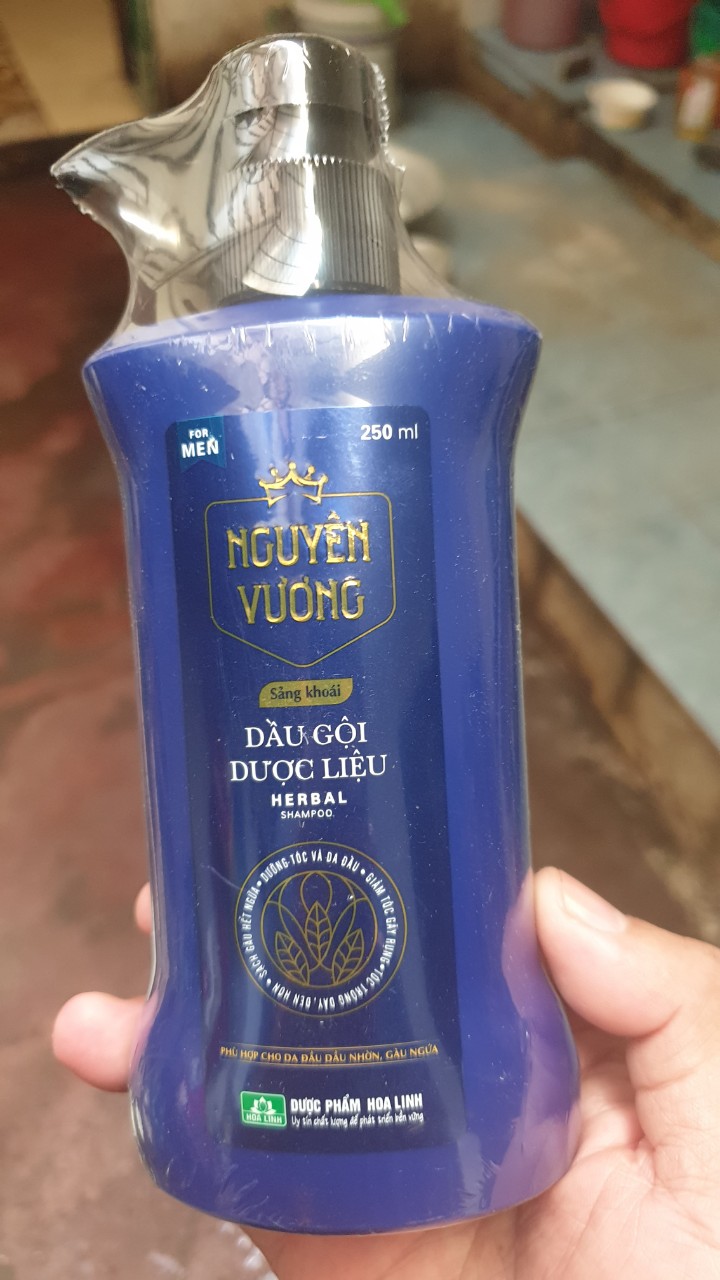 FOR
MEN
250 ml
NGUYÊN
VƯƠNG
Sảng khoái
DẦU GỘI
DƯỢC LIỆU
HERBAL
SHAMPOO
SẠCH GÀU HẾT NGỨA • DƯỠNG TÓC VÀ DA ĐẦU • GIẢM TÓC GÃY RỤNG • TÓC TRÔNG DÀY, ĐEN HƠN •
PHÙ HỢP CHO DA ĐẦU DẦU NHỜN, GÀU NGỨA
HOA LINH
DƯỢC PHẨM HOA LINH
Uy tín chất lượng để phát triển bền vững